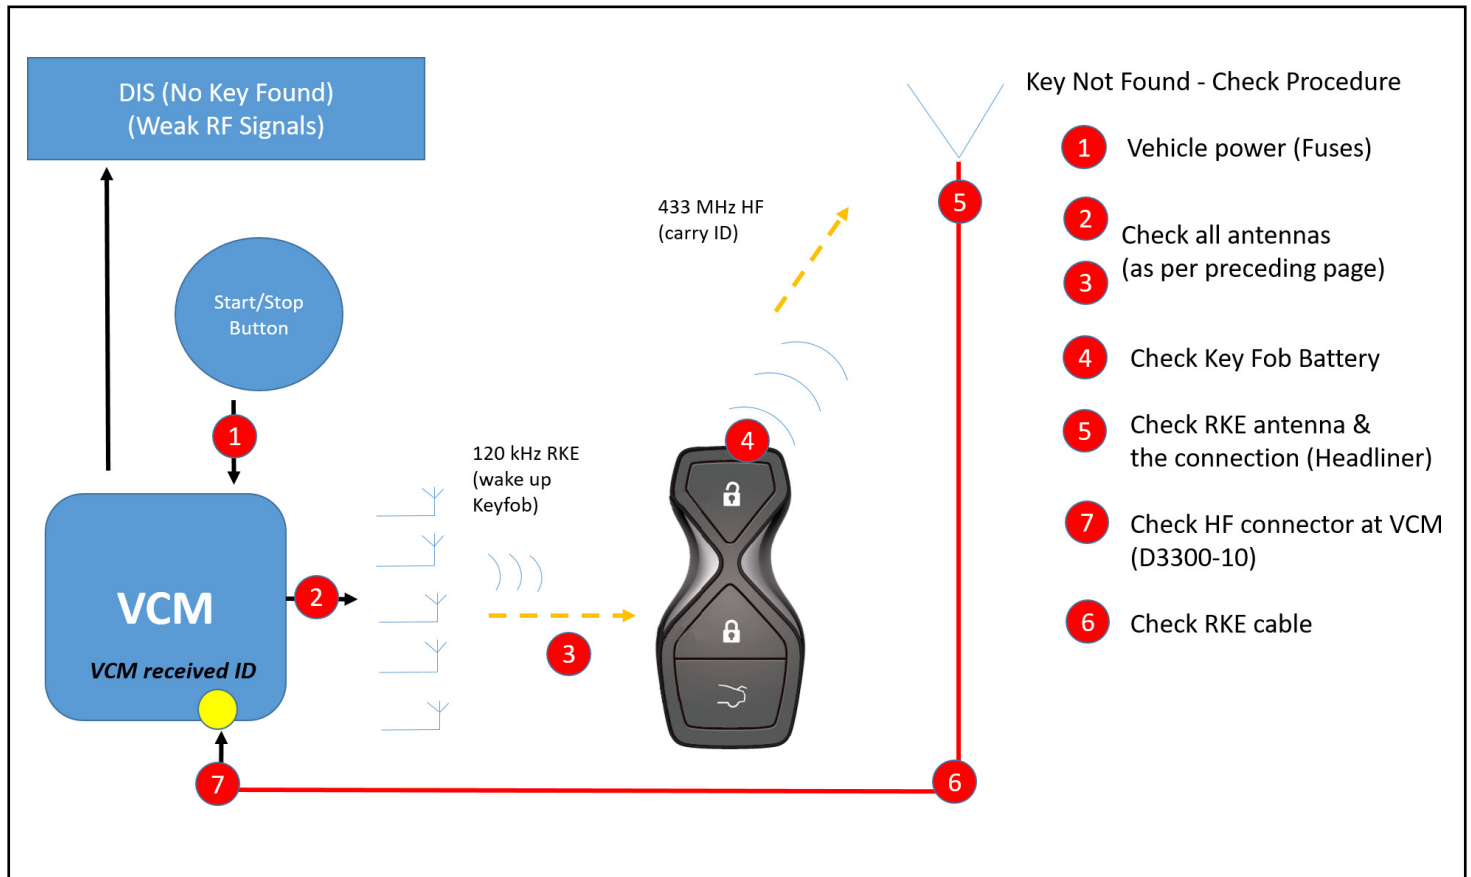 DIS (No Key Found)
(Weak RF Signals)
Start/Stop
Button
1
VCM
VCM received ID
2
7
120 kHz RKE
(wake up
Keyfob)
3
4
433 MHz HF
(carry ID)
5
6
Key Not Found - Check Procedure
1 Vehicle power (Fuses)
2
Check all antennas
(as per preceding page)
3
4 Check Key Fob Battery
5 Check RKE antenna &
the connection (Headliner)
7 Check HF connector at VCM
(D3300-10)
6 Check RKE cable